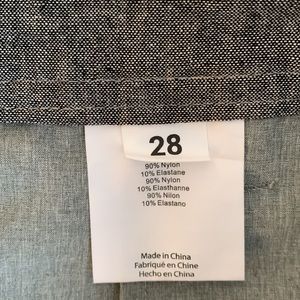 28
90% Nylon
10% Elastane
90% Nylon
10% Elasthanne
90% Nilon
10% Elastano
Made in China
Fabriqué en Chine
Hecho en China